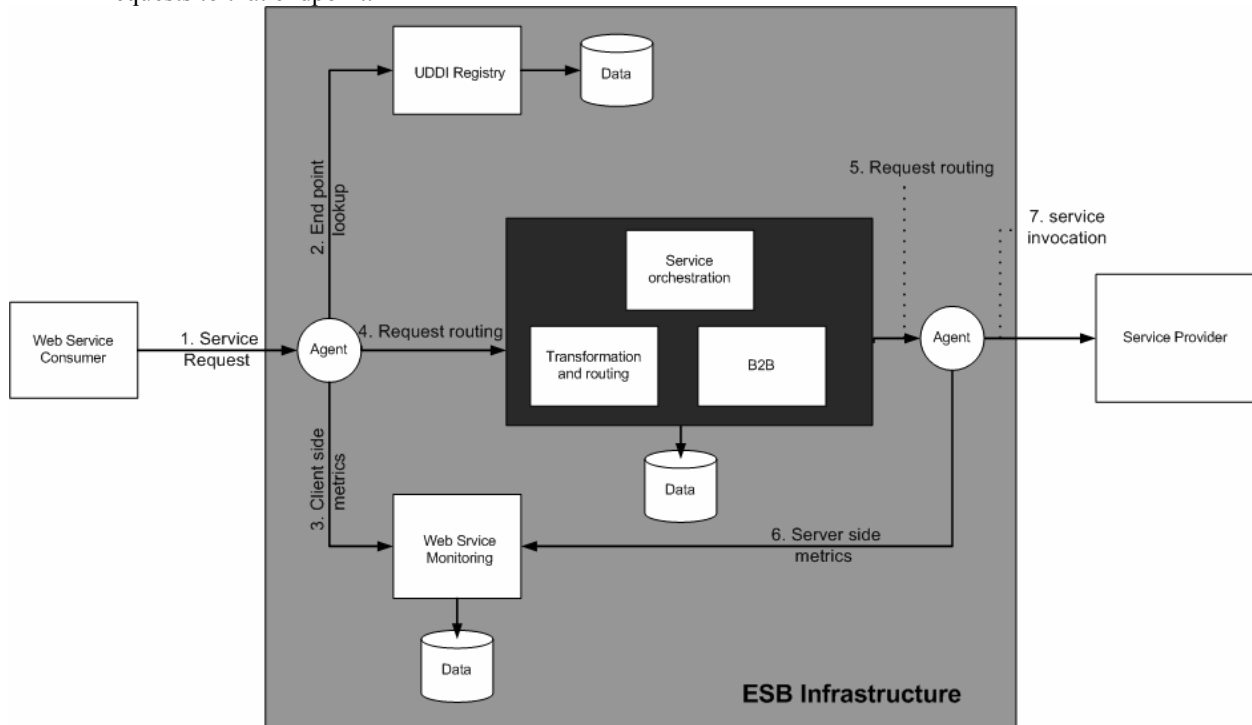 UDDI Registry
Data
2. End point
lookup
5. Request routing
7. service
invocation
Service
orchestration
Web Service
Consumer
1. Service
Request
Agent
4. Request routing
Transformation
and routing
B2B
Agent
Service Provider
3. Client side
metrics
Data
Web Srvice
Monitoring
6. Server side
metrics
Data
ESB Infrastructure